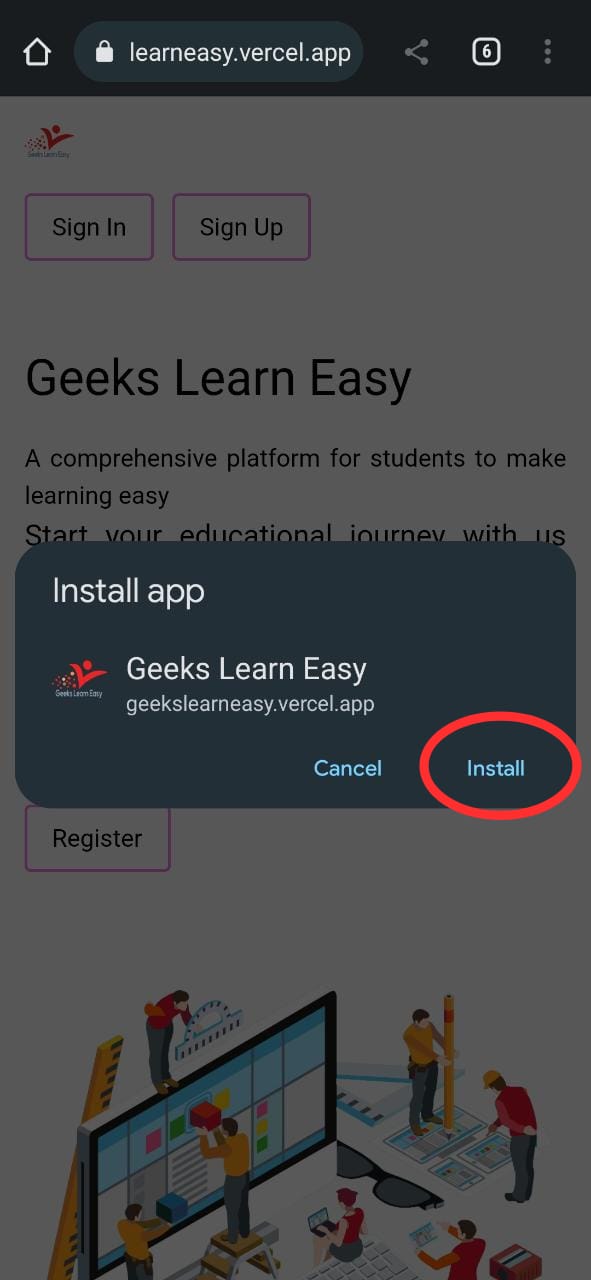 learneasy.vercel.app
6
Geeks Learn Easy
Sign In
Sign Up
Geeks Learn Easy
A comprehensive platform for students to make
learning easy
Start your educational journey with us
Install app
Geeks Learn Easy
Geeks Learn Easy
geekslearneasy.vercel.app
Cancel
Install
Register